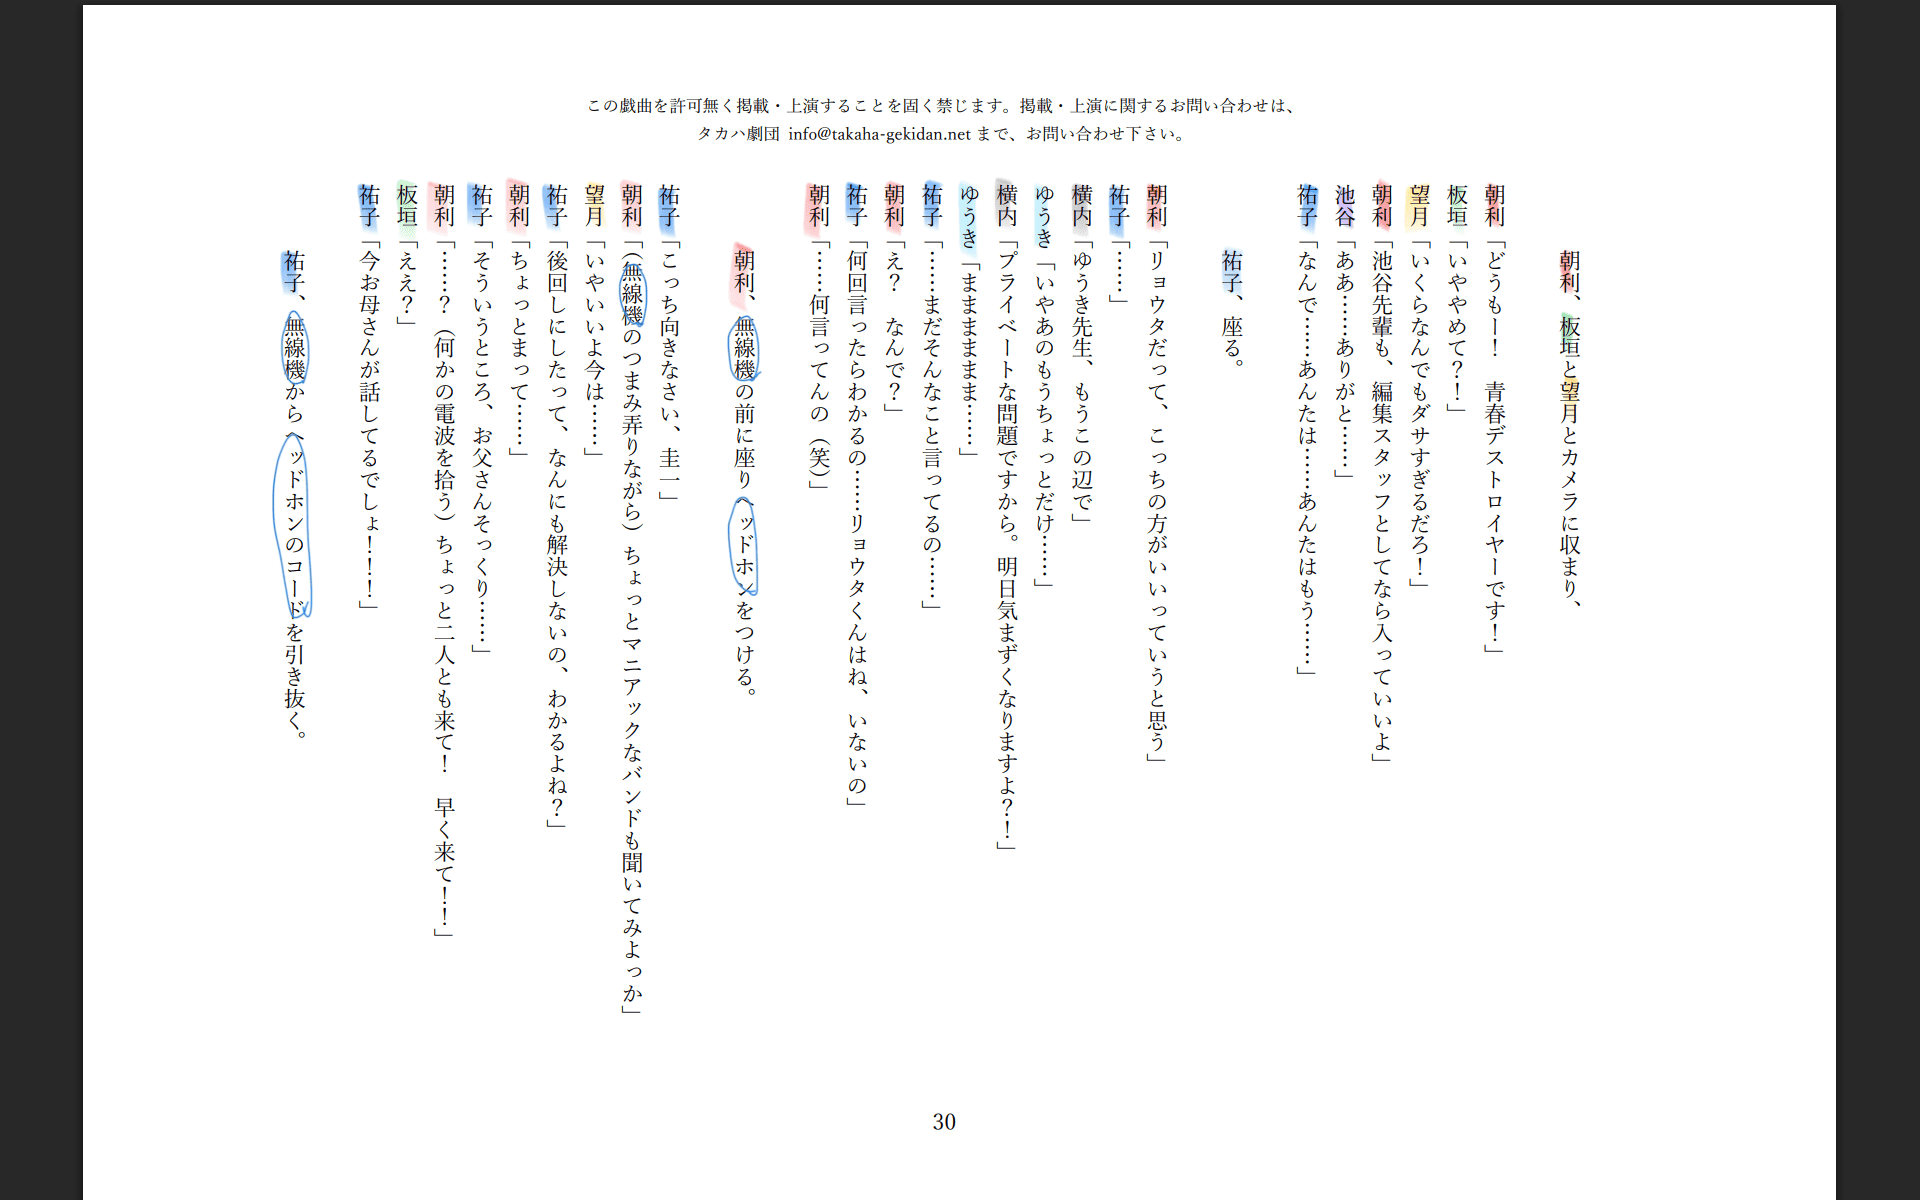 この戯曲を許可無く掲載・上演することを固く禁じます。掲載・上演に関するお問い合わせは、
タカハ劇団 info@takaha-gekidan.net まで、お問い合わせ下さい。
朝利、板垣と望月とカメラに収まり、
朝利「どうもー！　青春デストロイヤーです！」
板垣「いややめて？！」
望月「いくらなんでもダサすぎるだろ！」
朝利「池谷先輩も、編集スタッフとしてなら入っていいよ」
池谷「ああ……ありがと……」
祐子「なんで……あんたは……あんたはもう……」
祐子、座る。
朝利「リョウタだって、こっちの方がいいっていうと思う」
祐子「……」
横内「ゆうき先生、もうこの辺で」
ゆうき「いやあのもうちょっとだけ……」
横内「プライベートな問題ですから。明日気まずくなりますよ？！」
ゆうき「まままままま……」
祐子「……まだそんなこと言ってるの……」
朝利「え？　なんで？」
祐子「何回言ったらわかるの……リョウタくんはね、いないの」
朝利「……何言ってんの（笑）」
朝利、無線機の前に座りヘッドホンをつける。
祐子「こっち向きなさい、圭一」
朝利「（無線機のつまみ弄りながら）ちょっとマニアックなバンドも聞いてみよっか」
望月「いやいいよ今は……」
祐子「後回しにしたって、なんにも解決しないの、わかるよね？」
朝利「ちょっとまって……」
祐子「そういうところ、お父さんそっくり……」
朝利「……？（何かの電波を拾う）ちょっと二人とも来て！　早く来て！！」
板垣「ええ？」
祐子「今お母さんが話してるでしょ！！！」
祐子、無線機からヘッドホンのコードを引き抜く。
30